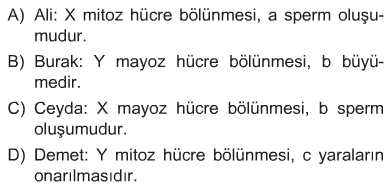 A) Ali: X mitoz hücre bölünmesi, a sperm oluşu-
mudur.
B) Burak: Y mayoz hücre bölünmesi, b büyü-
medir.
C) Ceyda: X mayoz hücre bölünmesi, b sperm
oluşumudur.
D) Demet: Y mitoz hücre bölünmesi, c yaraların
onarılmasıdır.